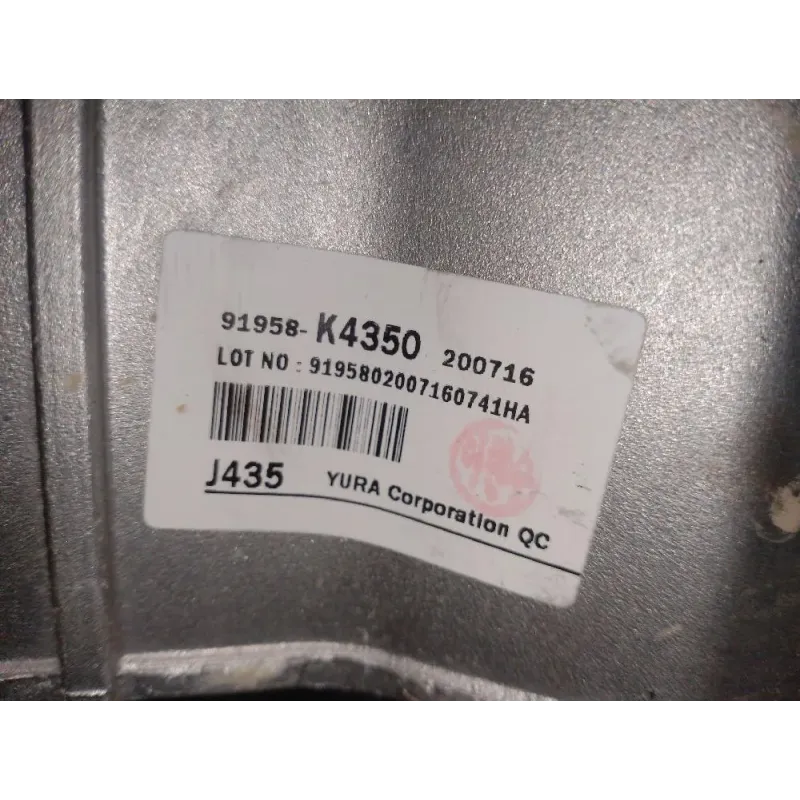 91958-K4350 200716
LOT NO : 9195802007160741HA
J435 YURA Corporation QC